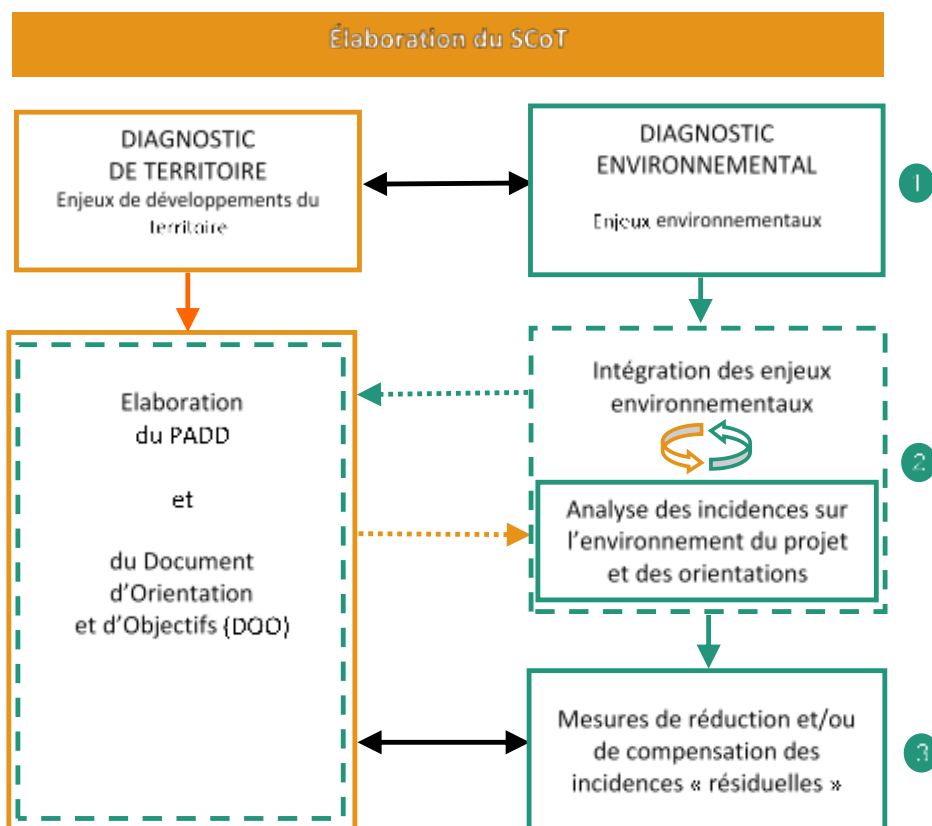 Élaboration du SCoT
DIAGNOSTIC
DE TERRITOIRE
Enjeux de développements du
territoire
DIAGNOSTIC
ENVIRONNEMENTAL
Enjeux environnementaux
1
Elaboration
du PADD
et
du Document
d'Orientation
et d'Objectifs (DOO)
Intégration des enjeux
environnementaux
Analyse des incidences sur
l'environnement du projet
et des orientations
2
Mesures de réduction et/ou
de compensation des
incidences « résiduelles »
3